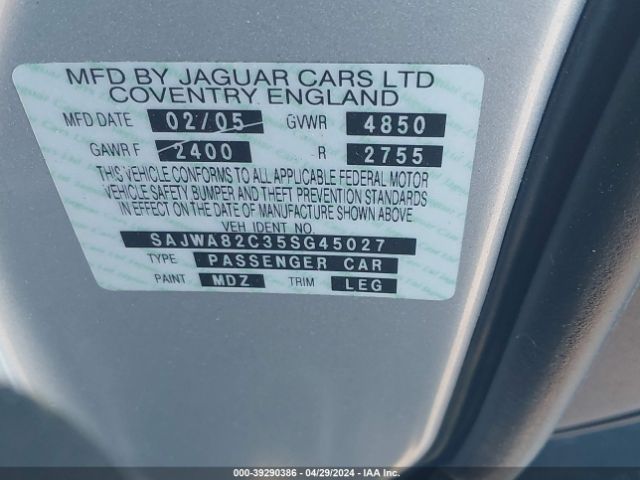 MFD BY JAGUAR CARS LTD
COVENTRY, ENGLAND
MFD DATE 02/05 GVWR 4850
GAWR F 2400 R 2755
THIS VEHICLE CONFORMS TO ALL APPLICABLE FEDERAL MOTOR
VEHICLE SAFETY, BUMPER AND THEFT PREVENTION STANDARDS
IN EFFECT ON THE DATE OF MANUFACTURE SHOWN ABOVE
VEH IDENT NO.
SAJWA82C35SG45027
TYPE PASSENGER CAR
PAINT MDZ TRIM LEG
000-39290386 - 04/29/2024 - IAA Inc.